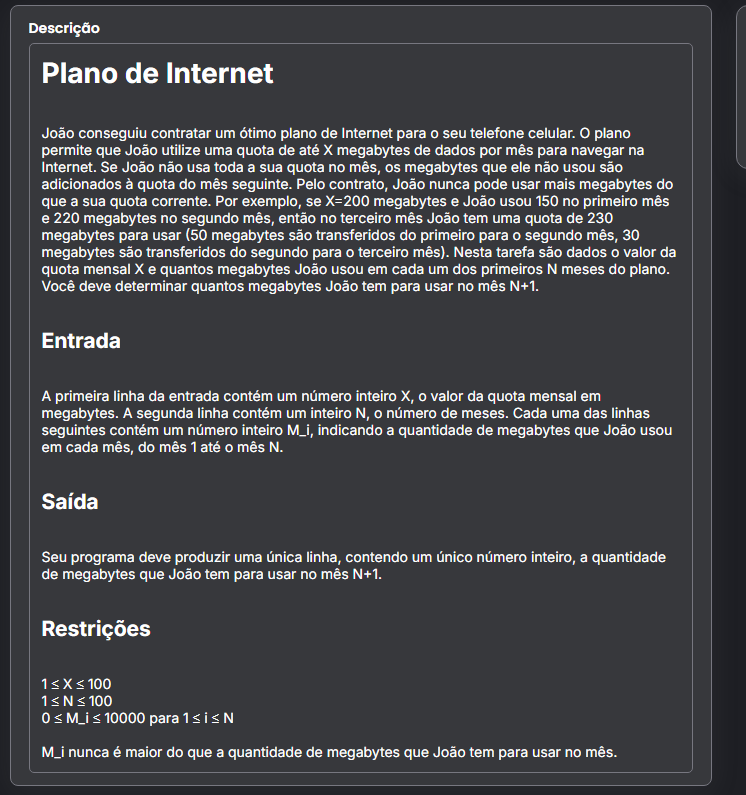 Descrição
Plano de Internet
João conseguiu contratar um ótimo plano de Internet para o seu telefone celular. O plano
permite que João utilize uma quota de até X megabytes de dados por mês para navegar na
Internet. Se João não usa toda a sua quota no mês, os megabytes que ele não usou são
adicionados à quota do mês seguinte. Pelo contrato, João nunca pode usar mais megabytes do
que a sua quota corrente. Por exemplo, se X=200 megabytes e João usou 150 no primeiro mês
e 220 megabytes no segundo mês, então no terceiro mês João tem uma quota de 230
megabytes para usar (50 megabytes são transferidos do primeiro para o segundo mês, 30
megabytes são transferidos do segundo para o terceiro mês). Nesta tarefa são dados o valor da
quota mensal X e quantos megabytes João usou em cada um dos primeiros N meses do plano.
Você deve determinar quantos megabytes João tem para usar no mês N+1.
Entrada
A primeira linha da entrada contém um número inteiro X, o valor da quota mensal em
megabytes. A segunda linha contém um inteiro N, o número de meses. Cada uma das linhas
seguintes contém um número inteiro M_i, indicando a quantidade de megabytes que João usou
em cada mês, do mês 1 até o mês N.
Saída
Seu programa deve produzir uma única linha, contendo um único número inteiro, a quantidade
de megabytes que João tem para usar no mês N+1.
Restrições
1 ≤ X ≤ 100
1 ≤ N ≤ 100
0 ≤ M_i ≤ 10000 para 1 ≤ i ≤ N
M_i nunca é maior do que a quantidade de megabytes que João tem para usar no mês.